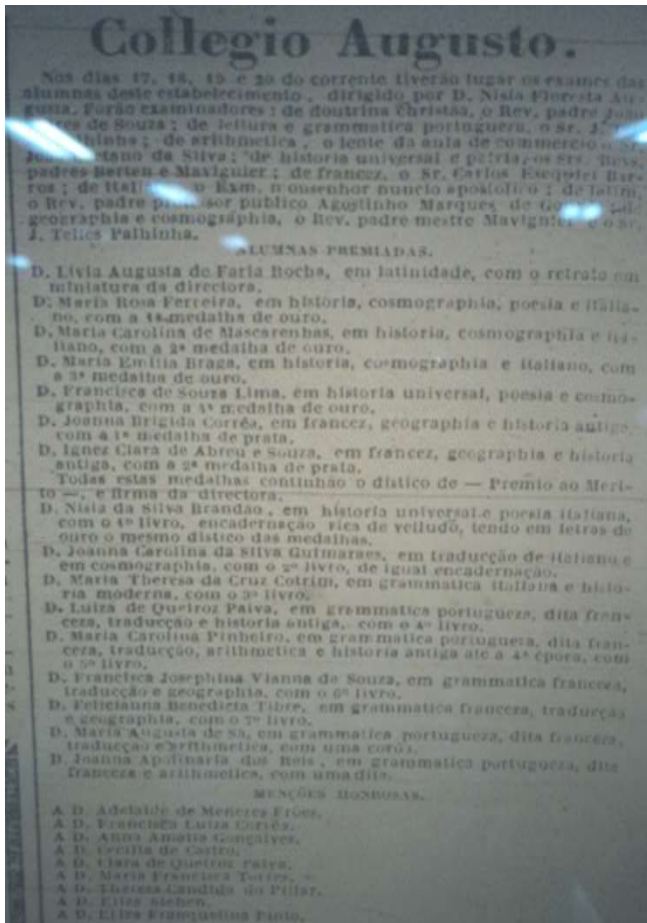 Collegio Augusto.
Nos dias 17, 18, 19 e 20 do corrente tiverão lugar os exames das
alumnas deste estabelecimento, dirigido por D. Nisia Floresta Au-
gusta. Forão examinadores: de doutrina christãa, o Rev. padre
de Souza; de leitura e grammatica portugueza, o Sr. J.
; de arithmetica, o lente da aula de commercio
da Silva; de historia universal e patria, os Srs. Revs.
padres Berten e Mavignier; de francez, o Sr. Carlos
; de italiano, o Exm. monsenhor nuncio apostolico; de latim,
o Rev. padre professor publico Agostinho Marques de
geographia e cosmographia, o Rev. padre mestre Mavignier e o Sr.
J. Telles Palhinha.
ALUMNAS PREMIADAS.
D. Livia Augusta de Faria Rocha, em latinidade, com o retrato em
miniatura da directora.
D. Maria Rosa Ferreira, em historia, cosmographia, poesia e italia-
no, com a 1ª medalha de ouro.
D. Maria Carolina de Mascarenhas, em historia, cosmographia e ita-
liano, com a 2ª medalha de ouro.
D. Maria Emilia Braga, em historia, cosmographia e italiano, com
a 3ª medalha de ouro.
D. Francisca de Souza Lima, em historia universal, poesia e cosmo-
graphia, com a 4ª medalha de ouro.
D. Joanna Brigida Corrêa, em francez, geographia e historia antiga,
com a 1ª medalha de prata.
D. Ignez Clara de Abreu e Souza, em francez, geographia e historia
antiga, com a 2ª medalha de prata.
Todas estas medalhas continhão o distico de — Premio ao Meri-
to —, e firma da directora.
D. Nisia da Silva Brandão, em historia universal e poesia italiana,
com o 1º livro, encadernação rica de velludo, tendo em letras de
ouro o mesmo distico das medalhas.
D. Joanna Carolina da Silva Guimaraes, em traducção de italiano e
em cosmographia, com o 2º livro, de igual encadernação.
D. Maria Theresa da Cruz Cotrim, em grammatica italiana e histo-
ria moderna, com o 3º livro.
D. Luiza de Queiroz Paiva, em grammatica portugueza, dita fran-
ceza, traducção e historia antiga, com o 4º livro.
D. Maria Carolina Pinheiro, em grammatica portugueza, dita fran-
ceza, traducção, arithmetica e historia antiga até a 4ª epoca, com
o 5º livro.
D. Francisca Josephina Vianna de Souza, em grammatica franceza,
traducção e geographia, com o 6º livro.
D. Felicianna Benedicta Tibre, em grammatica franceza, traducção
e geographia, com o 7º livro.
D. Maria Augusta de Sá, em grammatica portugueza, dita franceza,
traducção e arithmetica, com uma corôa.
D. Joanna Apolinaria dos Reis, em grammatica portugueza, dita
franceza e arithmetica, com uma dita.
MENÇÕES HONROSAS.
A D. Adelaide de Menezes Frões.
A D. Francisca Luiza Corrêa.
A D. Anna Amalia Gonçalves.
A D. Cecilia de Castro.
A D. Clara de Queiroz Paiva.
A D. Maria Francisca Torres.
A D. Theresa Candida do Pillar.
A D. Eliza
A D. Eliza Franquelina Pinto.